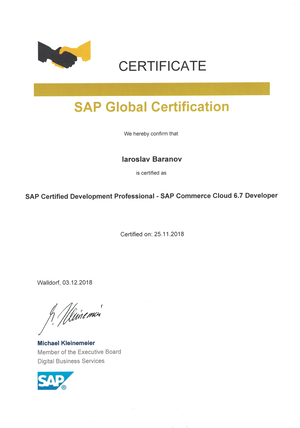 CERTIFICATE
SAP Global Certification
We hereby confirm that
Iaroslav Baranov
is certified as
SAP Certified Development Professional - SAP Commerce Cloud 6.7 Developer
Certified on: 25.11.2018
Walldorf, 03.12.2018
Michael Kleinemeier
Member of the Executive Board
Digital Business Services
SAP